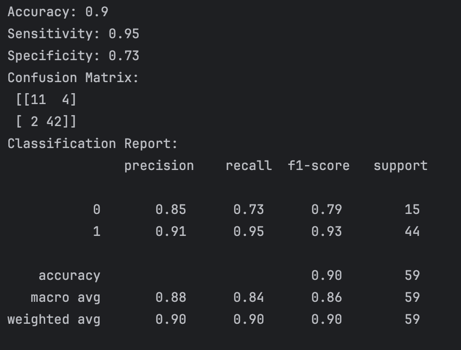 Accuracy: 0.9
Sensitivity: 0.95
Specificity: 0.73
Confusion Matrix:
 [[11  4]
 [ 2 42]]
Classification Report:
              precision    recall  f1-score   support

           0       0.85      0.73      0.79        15
           1       0.91      0.95      0.93        44

    accuracy                           0.90        59
   macro avg       0.88      0.84      0.86        59
weighted avg       0.90      0.90      0.90        59